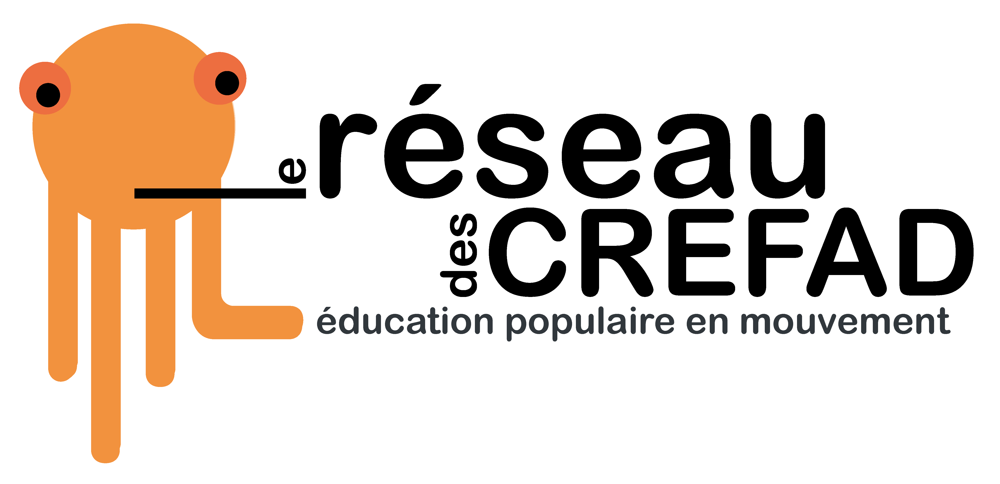 le réseau
des CREFAD
éducation populaire en mouvement